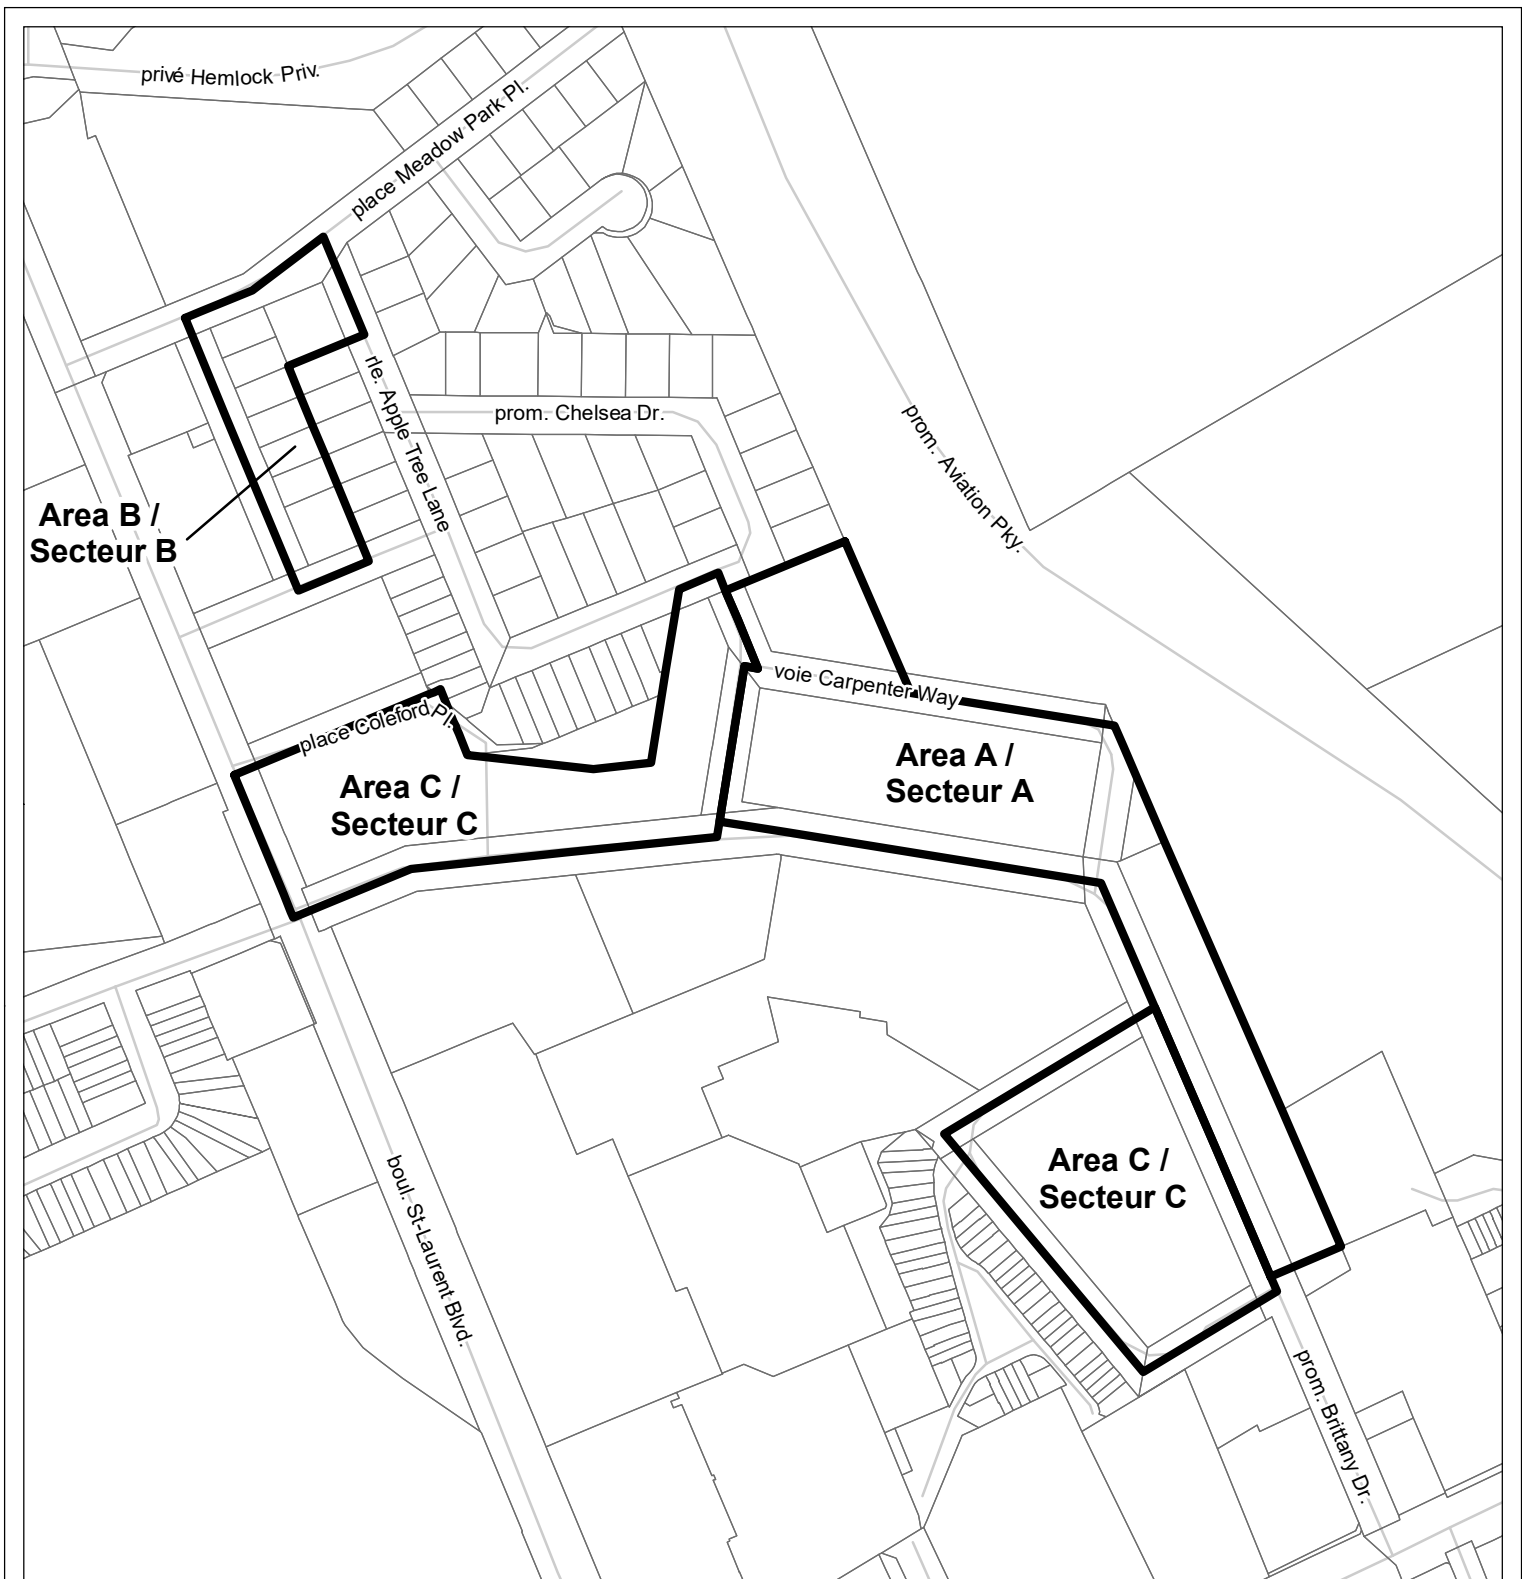 privé Hemlock Priv.
place Meadow Park Pl.
rle. Apple Tree Lane
prom. Chelsea Dr.
prom. Aviation Pky.
Area B /
Secteur B
voie Carpenter Way
place Coleford Pl.
Area A /
Secteur A
Area C /
Secteur C
Area C /
Secteur C
boul. St-Laurent Blvd.
prom. Brittany Dr.